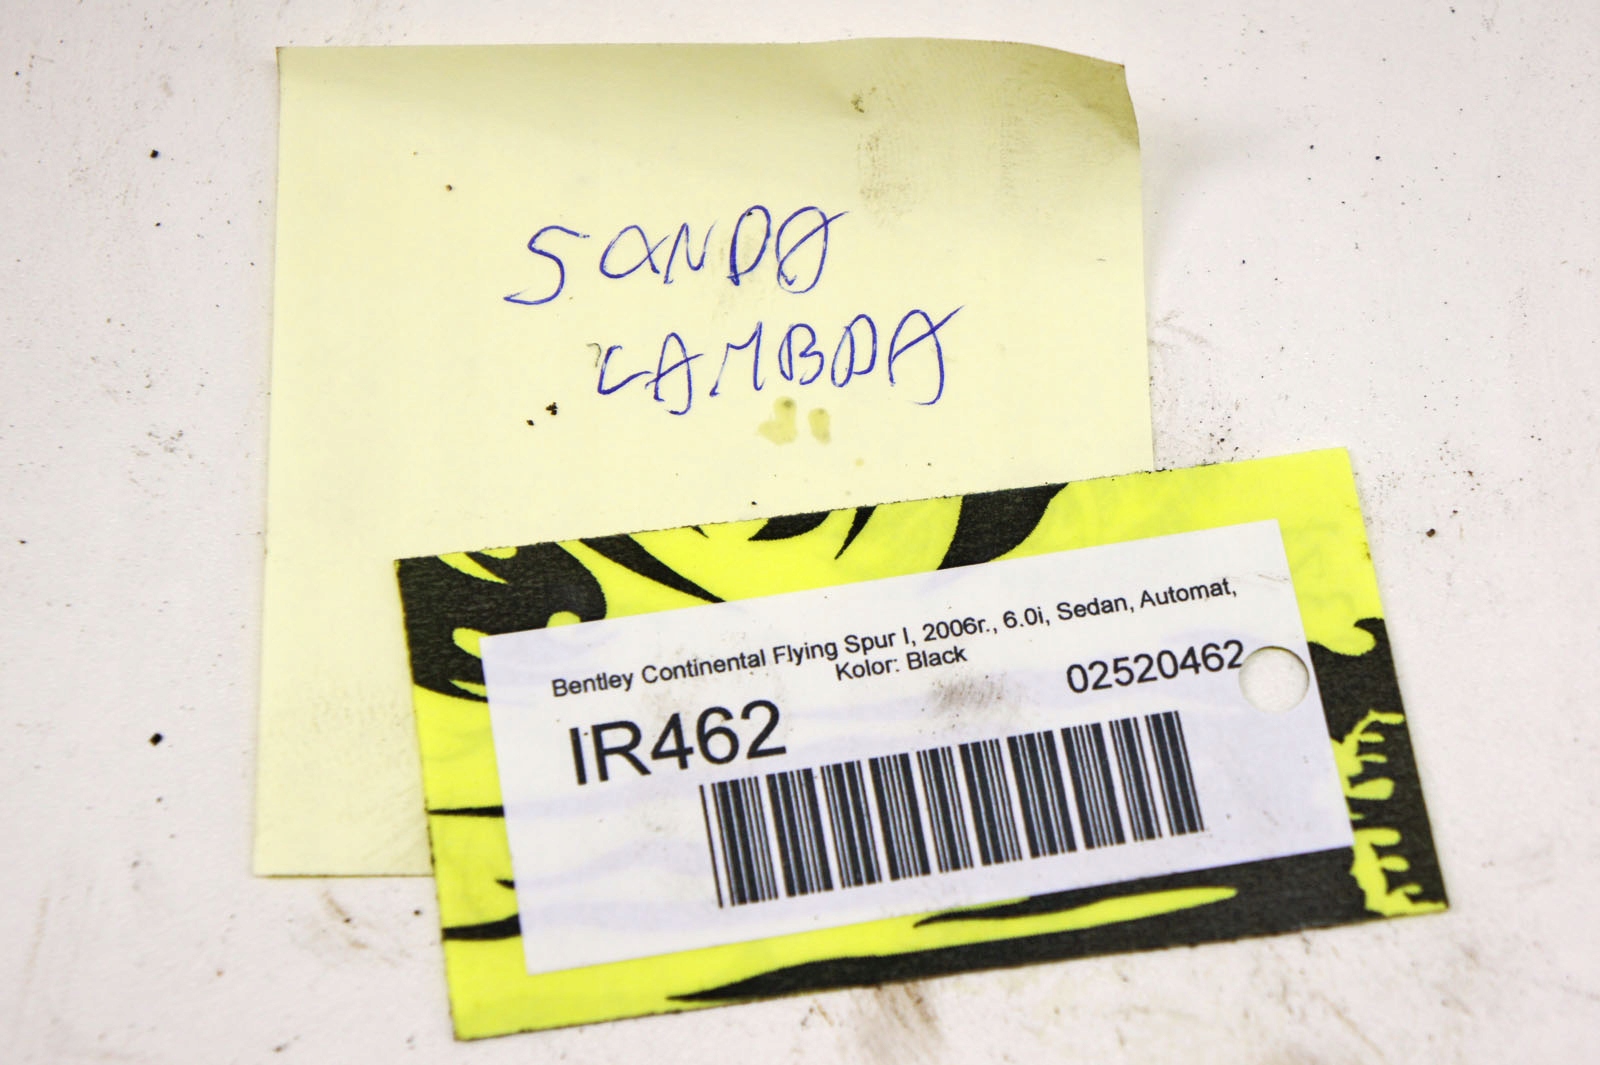 SONDA
LAMBDA
Bentley Continental Flying Spur I, 2006r., 6.0i, Sedan, Automat,
Kolor: Black
02520462
IR462